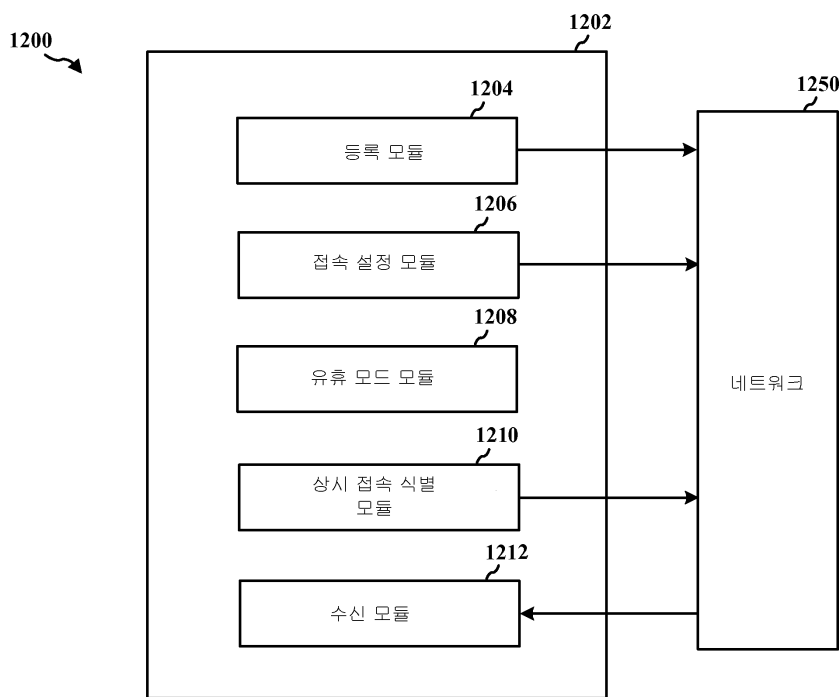 1200
1202
1204
등록 모듈
1250
1206
접속 설정 모듈
1208
유휴 모드 모듈
네트워크
1210
상시 접속 식별
모듈
1212
수신 모듈